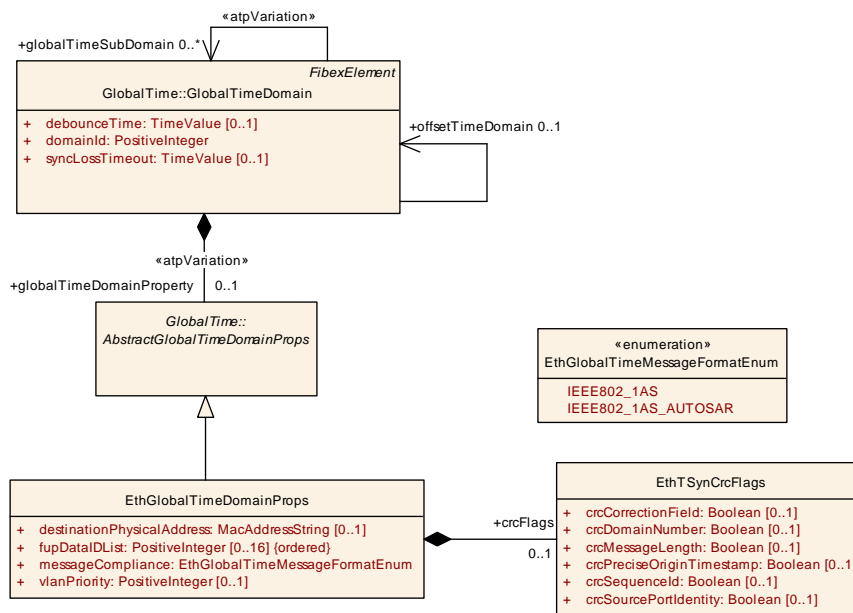 «atpVariation»
+globalTimeSubDomain 0..*
FibexElement
GlobalTime::GlobalTimeDomain
+ debounceTime: TimeValue [0..1]
+ domainId: PositiveInteger
+ syncLossTimeout: TimeValue [0..1]
+offsetTimeDomain 0..1
«atpVariation»
+globalTimeDomainProperty 0..1
GlobalTime::
AbstractGlobalTimeDomainProps
«enumeration»
EthGlobalTimeMessageFormatEnum
IEEE802_1AS
IEEE802_1AS_AUTOSAR
EthGlobalTimeDomainProps
+ destinationPhysicalAddress: MacAddressString [0..1]
+ fupDataIDList: PositiveInteger [0..16] {ordered}
+ messageCompliance: EthGlobalTimeMessageFormatEnum
+ vlanPriority: PositiveInteger [0..1]
+crcFlags
0..1
EthTSynCrcFlags
+ crcCorrectionField: Boolean [0..1]
+ crcDomainNumber: Boolean [0..1]
+ crcMessageLength: Boolean [0..1]
+ crcPreciseOriginTimestamp: Boolean [0..1]
+ crcSequenceId: Boolean [0..1]
+ crcSourcePortIdentity: Boolean [0..1]